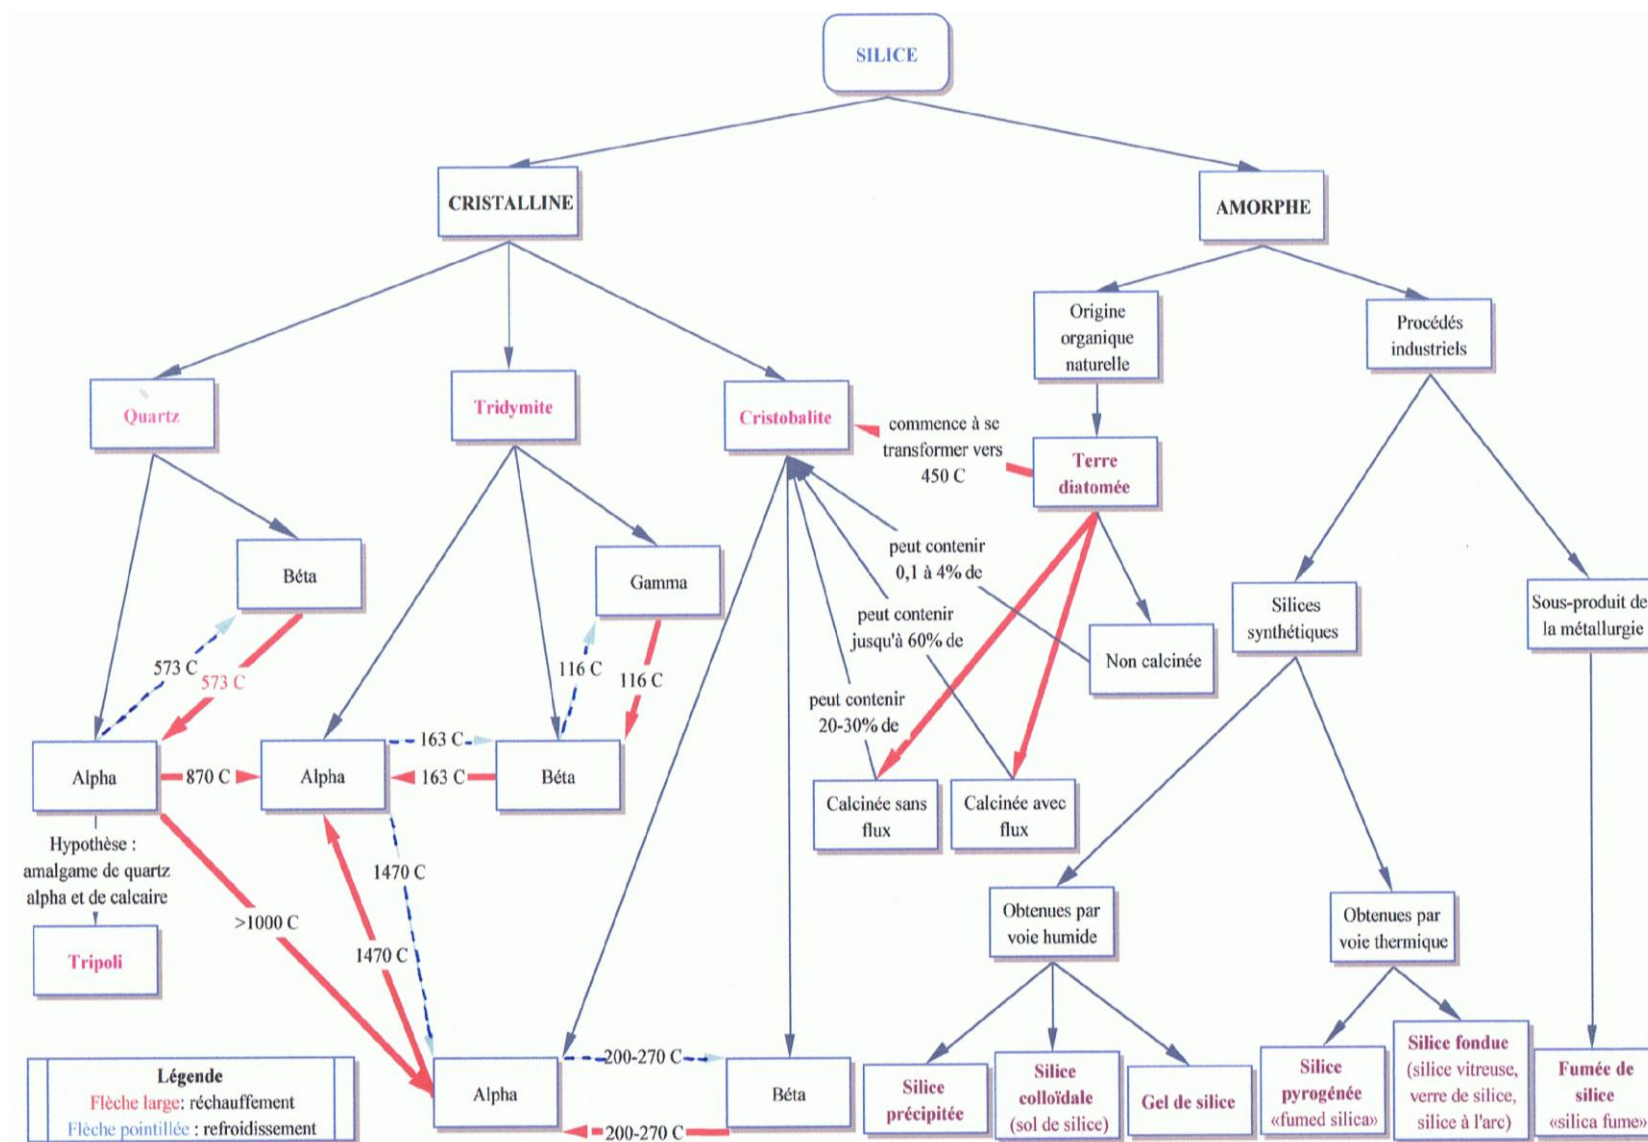 SILICE
CRISTALLINE
AMORPHE
Origine
organique
naturelle
Procédés
industriels
Quartz
Tridymite
Cristobalite
commence à se
transformer vers
450 C
Terre
diatomée
Béta
Gamma
peut contenir
0,1 à 4% de
peut contenir
jusqu'à 60% de
peut contenir
20-30% de
Non calcinée
Silices
synthétiques
Sous-produit de
la métallurgie
573 C
573 C
116 C
116 C
Alpha
870 C
Alpha
163 C
163 C
Béta
Calcinée sans
flux
Calcinée avec
flux
Hypothèse :
amalgame de quartz
alpha et de calcaire
Tripoli
>1000 C
1470 C
1470 C
Obtenues par
voie humide
Obtenues par
voie thermique
Alpha
200-270 C
200-270 C
Béta
Silice
précipitée
Silice
colloïdale
(sol de silice)
Gel de silice
Silice
pyrogénée
«fumed silica»
Silice fondue
(silice vitreuse,
verre de silice,
silice à l'arc)
Fumée de
silice
«silica fume»
Légende
Flèche large: réchauffement
Flèche pointillée : refroidissement